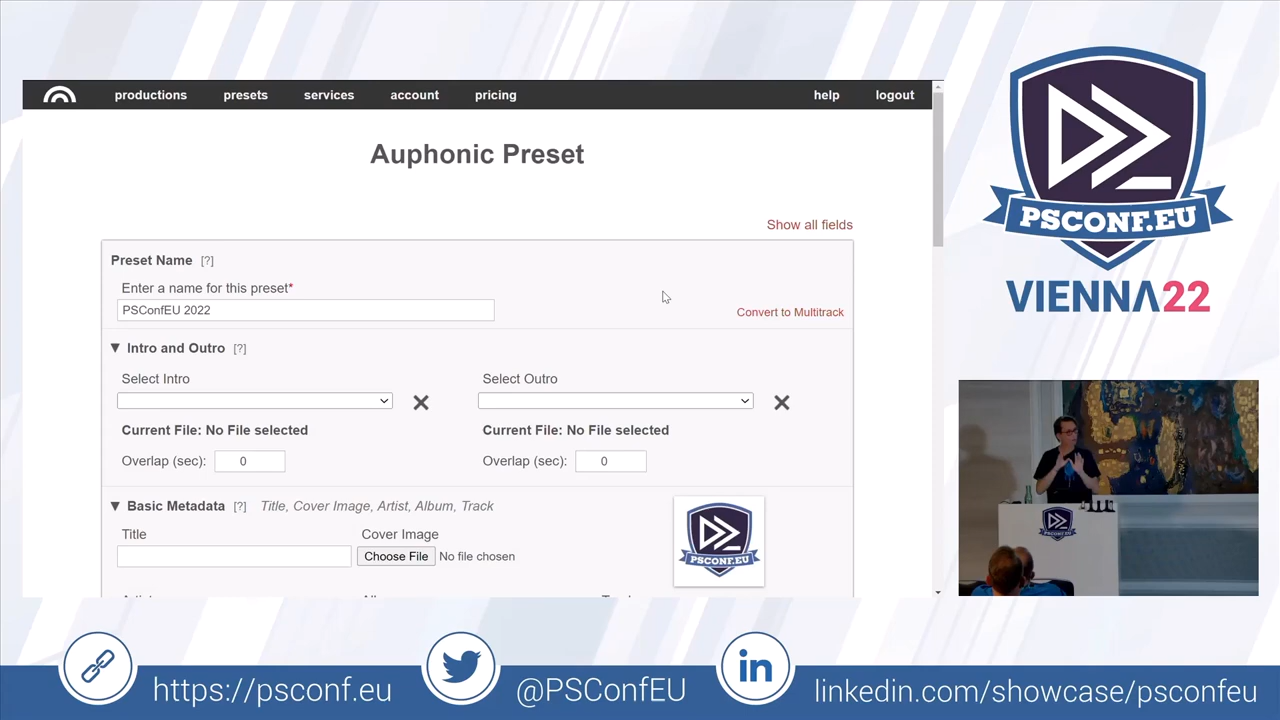 productions presets services account pricing help logout
Auphonic Preset
Show all fields
Preset Name [?]
Enter a name for this preset*
PSConfEU 2022
Convert to Multitrack
▼ Intro and Outro [?]
Select Intro Select Outro
Current File: No File selected Current File: No File selected
Overlap (sec): 0 Overlap (sec): 0
▼ Basic Metadata [?] Title, Cover Image, Artist, Album, Track
Title Cover Image
Choose File No file chosen
PSCONF.EU
PSCONF.EU
VIENNA22
PSCONF.EU
https://psconf.eu @PSConfEU linkedin.com/showcase/psconfeu